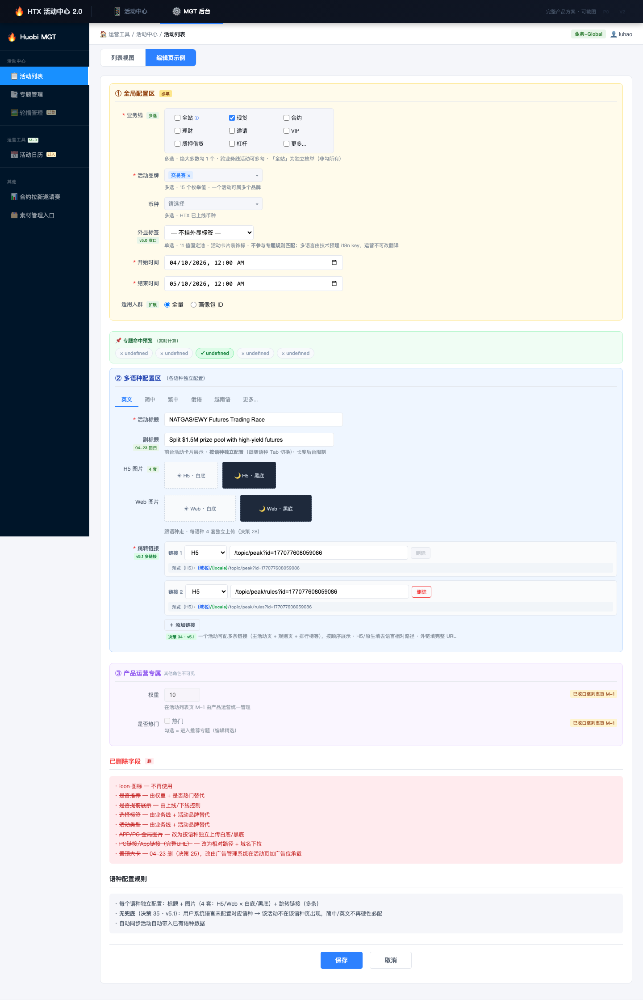 HTX 活动中心 2.0
活动中心
MGT 后台
完整产品方案 · 可截图 P0 V2
Huobi MGT
运营工具 / 活动中心 / 活动列表
业务-Global
luhao
活动中心
活动列表
专题管理
轮播管理 迁移
运营工具 M-9
活动日历 迁入
其他
合约拉新邀请赛
素材管理入口
列表视图
编辑页示例
① 全局配置区 必填
* 业务线 多选
全站 ⓘ 现货 合约
理财 邀请 VIP
质押借贷 杠杆 更多...
多选 · 绝大多数勾 1 个 · 跨业务线活动可多勾 · 「全站」为独立枚举（非勾所有）
* 活动品牌 交易赛 ×
多选 · 15 个枚举值 · 一个活动可属多个品牌
币种 请选择
多选 · HTX 已上线币种
外显标签 — 不挂外显标签 —
v5.0 收口
单选 · 11 值固定池 · 活动卡片装饰标 · 不参与专题规则匹配；多语言由技术预埋 i18n key，运营不可改翻译
* 开始时间 04/10/2026, 12:00 AM
* 结束时间 05/10/2026, 12:00 AM
适用人群 扩展 全量 画像包 ID
专题命中预览 （实时计算）
× undefined × undefined ✓ undefined × undefined × undefined
② 多语种配置区 （各语种独立配置）
英文 简中 繁中 俄语 越南语 更多...
* 活动标题 NATGAS/EWY Futures Trading Race
副标题 Split $1.5M prize pool with high-yield futures
04-23 回归
前台活动卡片展示 · 按语种独立配置（跟随语种 Tab 切换）· 长度后台限制
H5 图片 4 套 H5 · 白底 H5 · 黑底
Web 图片 Web · 白底 Web · 黑底
跟语种走 · 每语种 4 套独立上传（决策 28）
* 跳转链接
v5.1 多链接
链接 1 H5 /topic/peak?id=177077608059086 删除
预览（H5）：{域名}/{locale}/topic/peak?id=177077608059086
链接 2 H5 /topic/peak/rules?id=177077608059086 删除
预览（H5）：{域名}/{locale}/topic/peak/rules?id=177077608059086
＋ 添加链接
决策 34 · v5.1 一个活动可配多条链接（主活动页 + 规则页 + 排行榜等），按顺序展示 · H5/原生填去语言相对路径 · 外链填完整 URL
③ 产品运营专属 其他角色不可见
权重 10 已收口至列表页 M-1
在活动列表页 M-1 由产品运营统一管理
是否热门 热门 已收口至列表页 M-1
勾选 = 进入推荐专题（编辑精选）
已删除字段 删
· icon 图标 — 不再使用
· 是否推荐 — 由权重 + 是否热门替代
· 是否提前展示 — 由上线/下线控制
· 选择标签 — 由业务线 + 活动品牌替代
· 活动类型 — 由业务线 + 活动品牌替代
· APP/PC 全局图片 — 改为按语种独立上传白底/黑底
· PC链接/App链接（完整URL） — 改为相对路径 + 域名下拉
· 置顶大卡 — 04-23 删（决策 25），改由广告管理系统在活动页加广告位承载
语种配置规则
· 每个语种独立配置：标题 + 图片（4 套：H5/Web × 白底/黑底）+ 跳转链接（多条）
· 无兜底（决策 35 · v5.1）：用户系统语言未配置对应语种 → 该活动不在该语种页出现，简中/英文不再硬性必配
· 自动同步活动自动带入已有语种数据
保存 取消